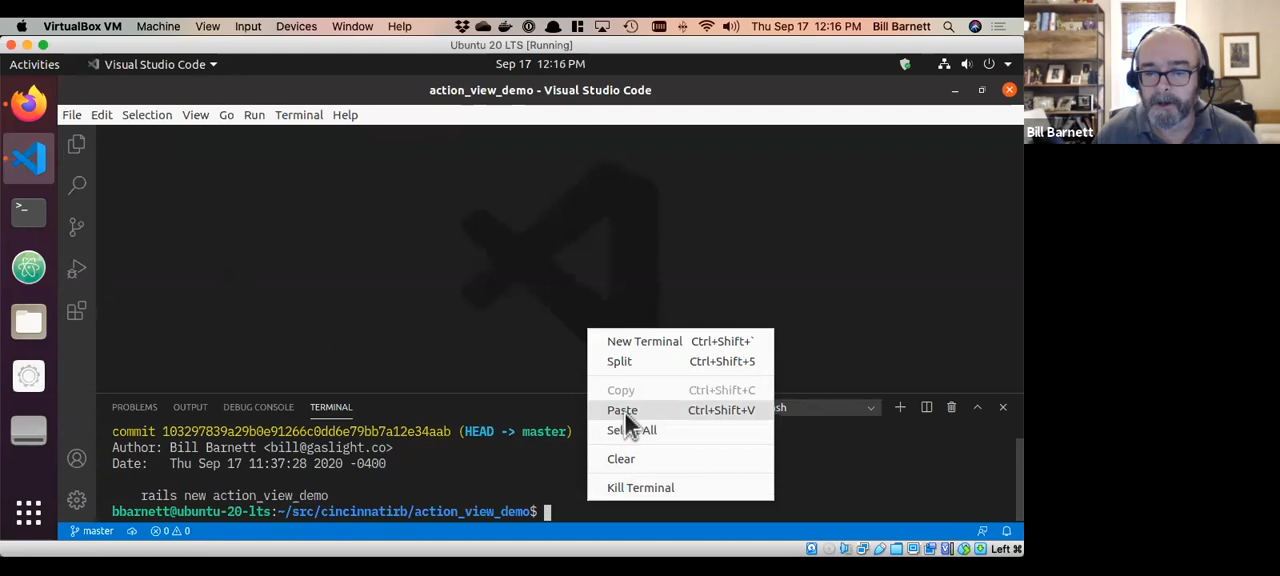 VirtualBox VM Machine View Input Devices Window Help Thu Sep 17 12:16 PM Bill Barnett
Ubuntu 20 LTS [Running]
Activities Visual Studio Code Sep 17 12:16 PM
action_view_demo - Visual Studio Code
File Edit Selection View Go Run Terminal Help
Bill Barnett
New Terminal Ctrl+Shift+`
Split Ctrl+Shift+5
Copy Ctrl+Shift+C
Paste Ctrl+Shift+V
Select All
Clear
Kill Terminal
PROBLEMS OUTPUT DEBUG CONSOLE TERMINAL
commit 103297839a29b0e91266c0dd6e79bb7a12e34aab (HEAD -> master)
Author: Bill Barnett <bill@gaslight.co>
Date: Thu Sep 17 11:37:28 2020 -0400
rails new action_view_demo
bbarnett@ubuntu-20-lts:~/src/cincinnatirb/action_view_demo$
master 0 0
Left ⌘